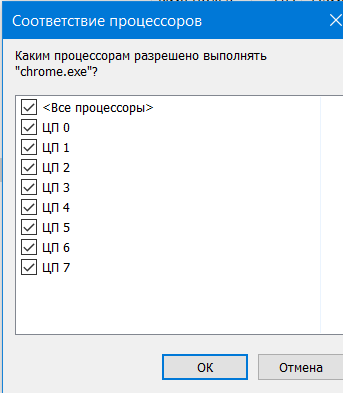 Соответствие процессоров
Каким процессорам разрешено выполнять
"chrome.exe"?
<Все процессоры>
ЦП 0
ЦП 1
ЦП 2
ЦП 3
ЦП 4
ЦП 5
ЦП 6
ЦП 7
ОК
Отмена